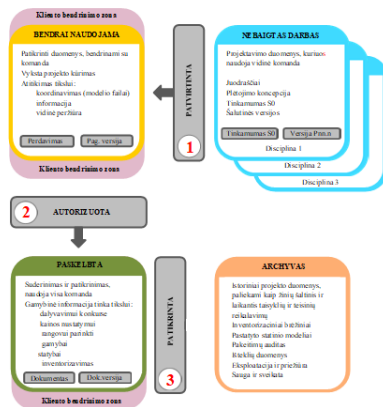 Kliento bendrinimo zona
BENDRAI NAUDOJAMA
Patikrinti duomenys, bendrinami su
komanda
Vyksta projekto kūrimas
Atitikimas tikslui:
koordinavimas (modelio failai)
informacija
vidinė peržiūra
Perdavimas
Pag. versija
Kliento bendrinimo zona
PATVIRTINTA
1
NEBAIGTAS DARBAS
Projektavimo duomenys, kuriuos
naudoja vidinė komanda
Juodraščiai
Plėtojimo koncepcija
Tinkamumas S0
Šalutinės versijos
Tinkamumas S0
Versija Pnn.n
Disciplina 1
Disciplina 2
Disciplina 3
2
AUTORIZUOTA
PASKELBTA
Suderinimas ir patikrinimas,
naudoja visa komanda
Gamybinė informacija tinka tikslui:
dalyvavimui konkurse
kainos nustatymui
rangovui parinkti
gamybai
statybai
inventorizavimas
Dokumentas
Dok.versija
Kliento bendrinimo zona
PATIKRINTA
3
ARCHYVAS
Istoriniai projekto duomenys,
paliekami kaip žinių šaltinis ir
laikantis taisyklių ir teisinių
reikalavimų
Inventorizaciniai brėžiniai
Pastatyto statinio modeliai
Pakeitimų auditas
Išteklių duomenys
Eksploatacija ir priežiūra
Sauga ir sveikata